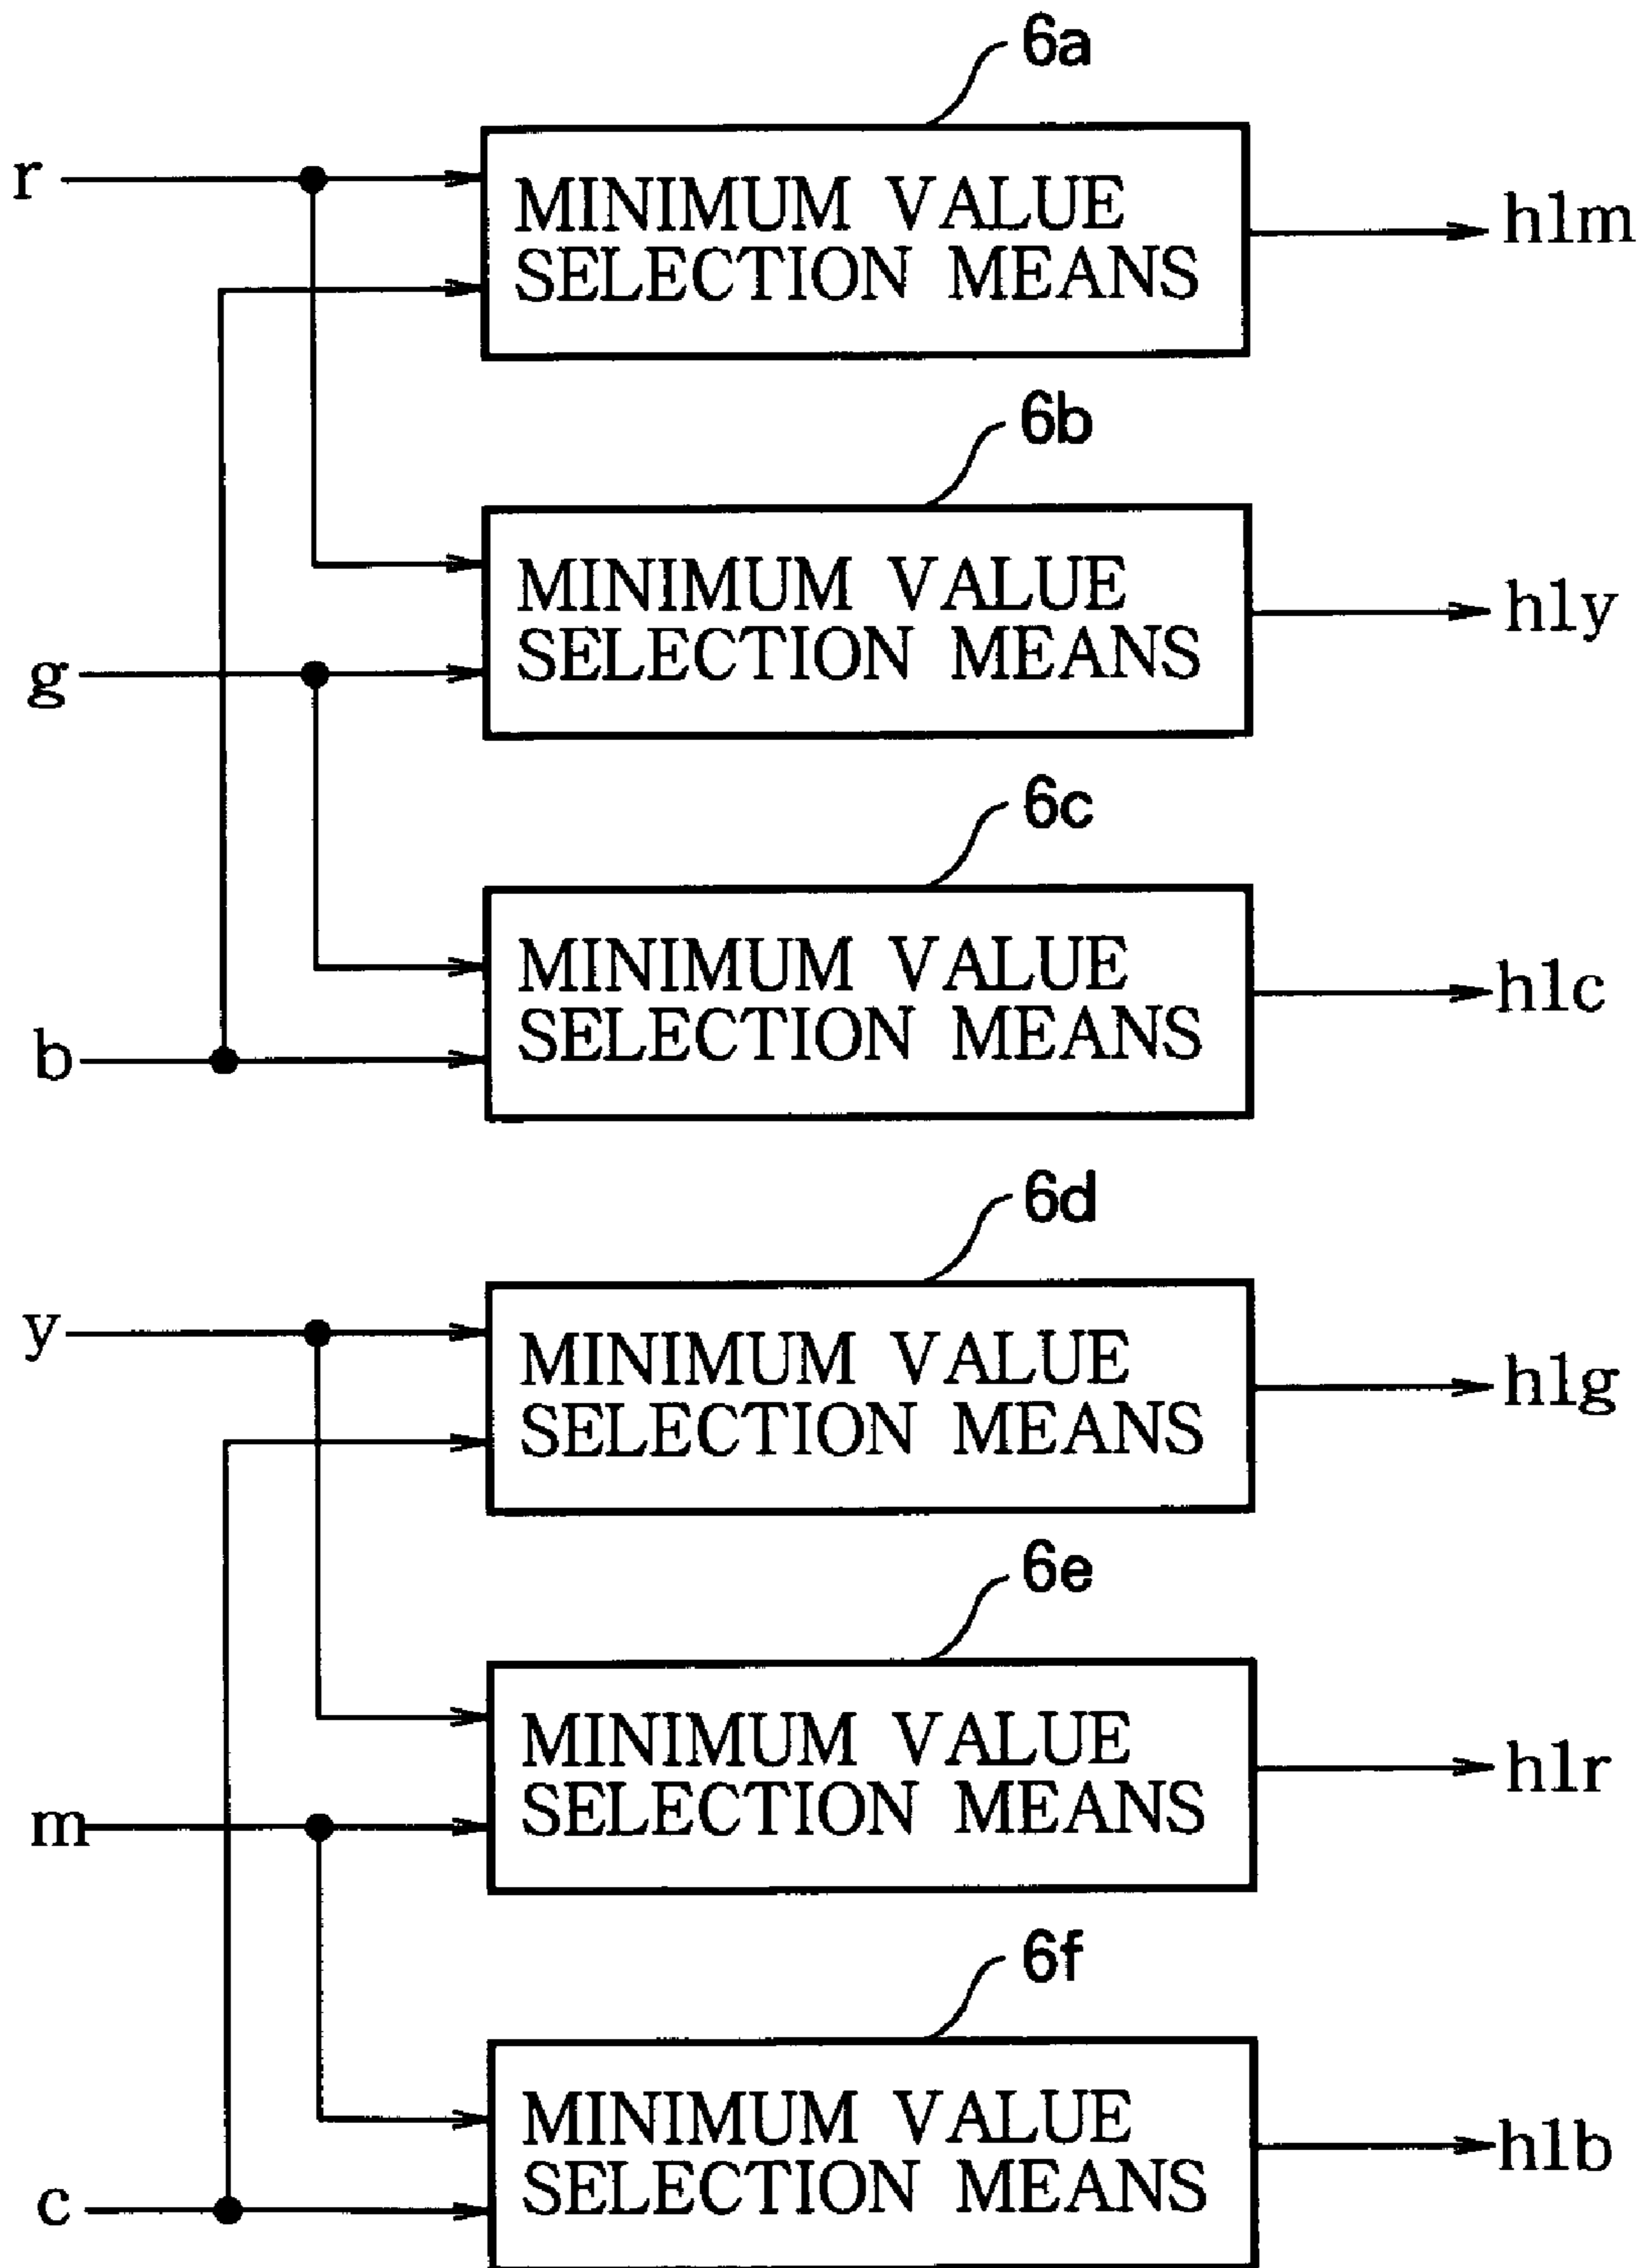 6a
r
MINIMUM VALUE
SELECTION MEANS
h1m
6b
MINIMUM VALUE
SELECTION MEANS
h1y
g
6c
MINIMUM VALUE
SELECTION MEANS
h1c
b
6d
y
MINIMUM VALUE
SELECTION MEANS
h1g
6e
MINIMUM VALUE
SELECTION MEANS
h1r
m
6f
MINIMUM VALUE
SELECTION MEANS
h1b
c